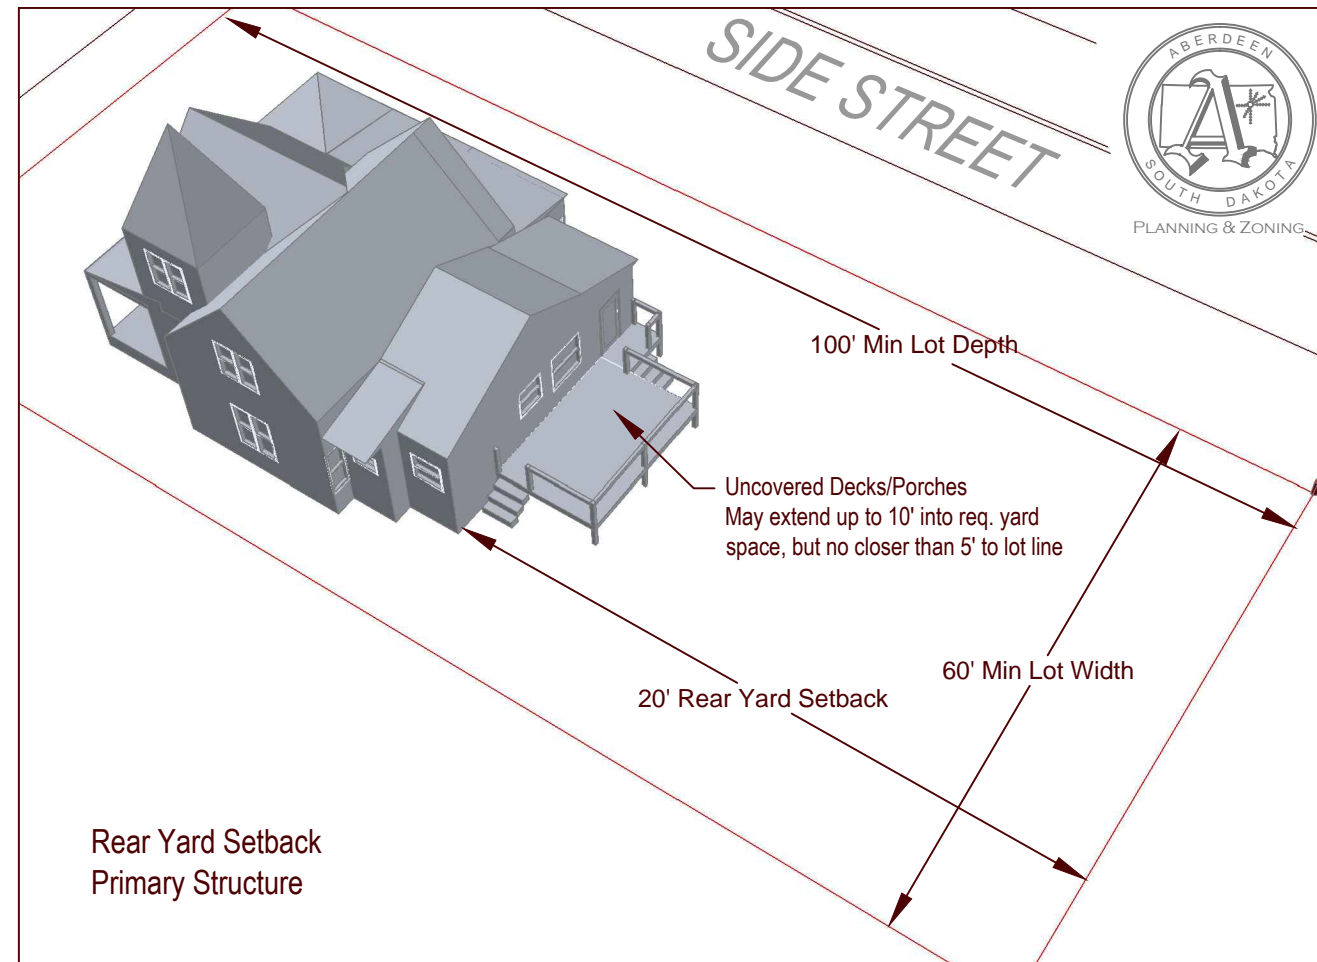 SIDE STREET
ABERDEEN
SOUTH DAKOTA
PLANNING & ZONING
100' Min Lot Depth
Uncovered Decks/Porches
May extend up to 10' into req. yard
space, but no closer than 5' to lot line
60' Min Lot Width
20' Rear Yard Setback
Rear Yard Setback
Primary Structure